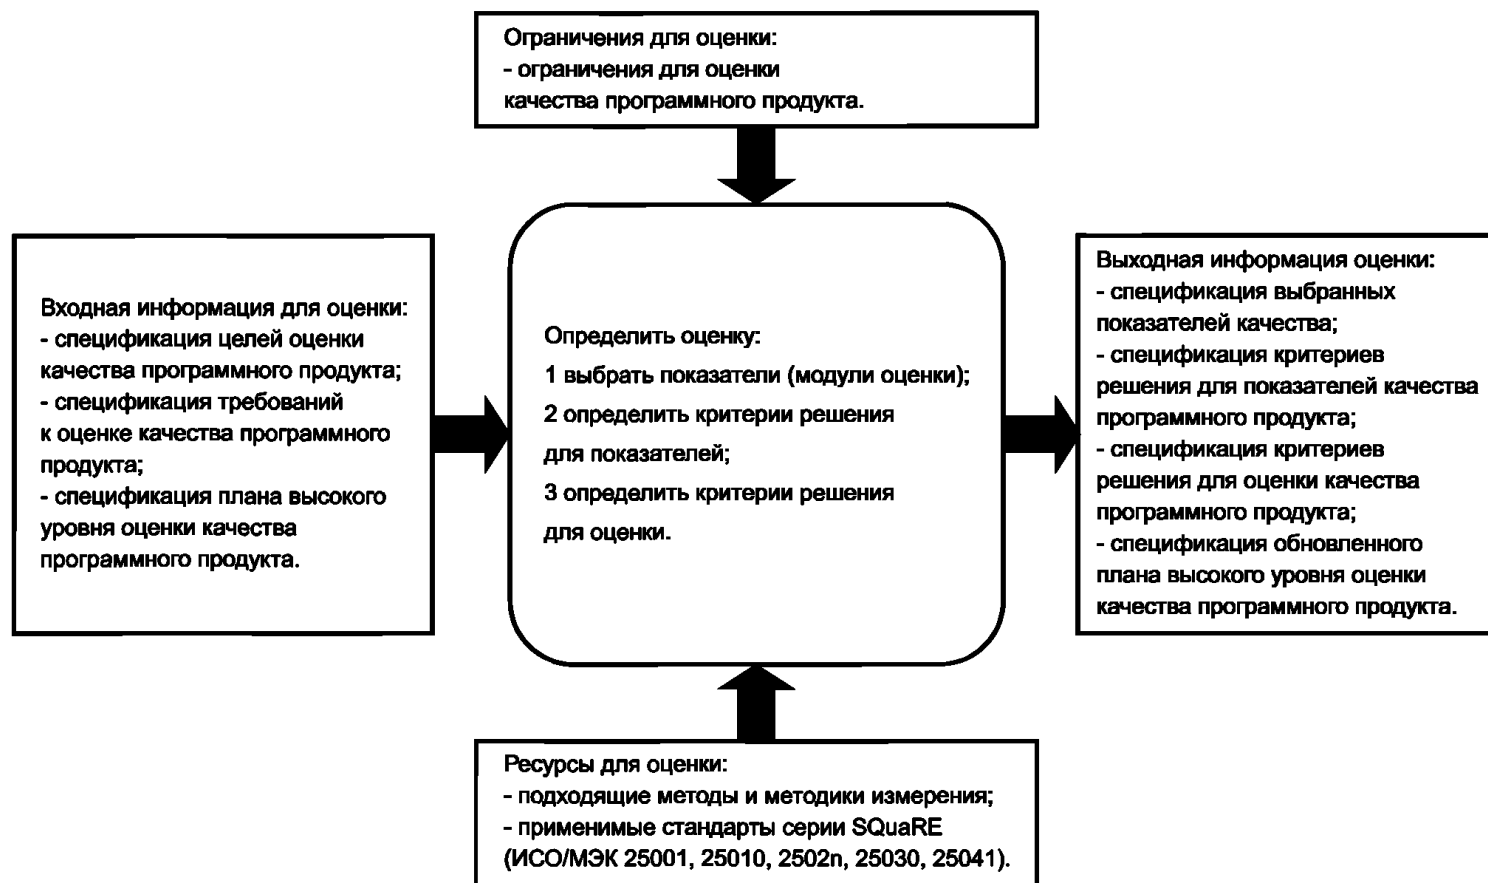 Ограничения для оценки:
- ограничения для оценки
качества программного продукта.
Входная информация для оценки:
- спецификация целей оценки
качества программного продукта;
- спецификация требований
к оценке качества программного
продукта;
- спецификация плана высокого
уровня оценки качества
программного продукта.
Определить оценку:
1 выбрать показатели (модули оценки);
2 определить критерии решения
для показателей;
3 определить критерии решения
для оценки.
Выходная информация оценки:
- спецификация выбранных
показателей качества;
- спецификация критериев
решения для показателей качества
программного продукта;
- спецификация критериев
решения для оценки качества
программного продукта;
- спецификация обновленного
плана высокого уровня оценки
качества программного продукта.
Ресурсы для оценки:
- подходящие методы и методики измерения;
- применимые стандарты серии SQuaRE
(ИСО/МЭК 25001, 25010, 2502n, 25030, 25041).